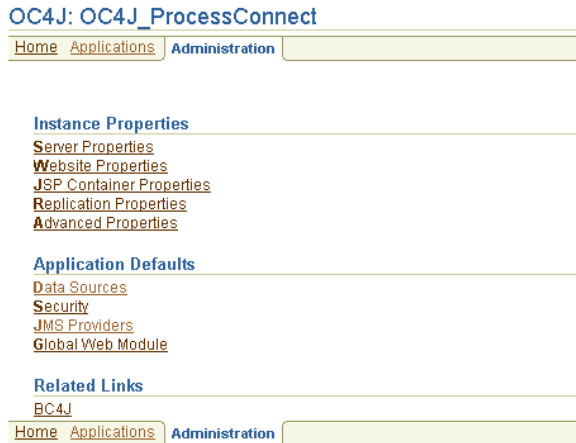 OC4J: OC4J_ProcessConnect
Home Applications Administration
Instance Properties
Server Properties
Website Properties
JSP Container Properties
Replication Properties
Advanced Properties
Application Defaults
Data Sources
Security
JMS Providers
Global Web Module
Related Links
BC4J
Home Applications Administration